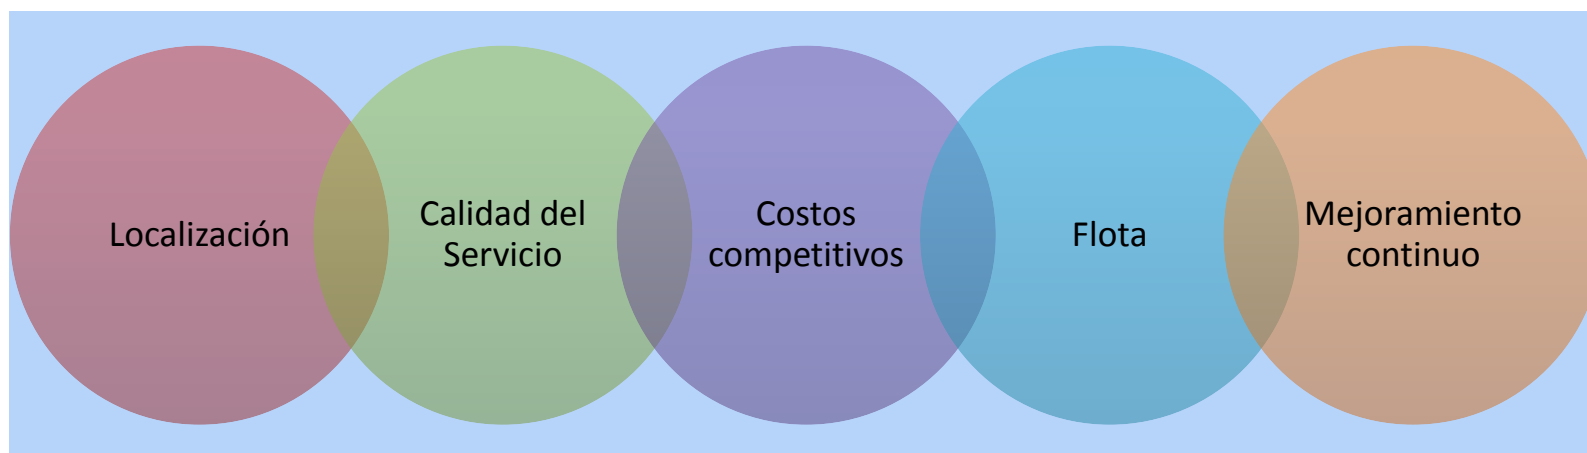 Localización
Calidad del
Servicio
Costos
competitivos
Flota
Mejoramiento
continuo